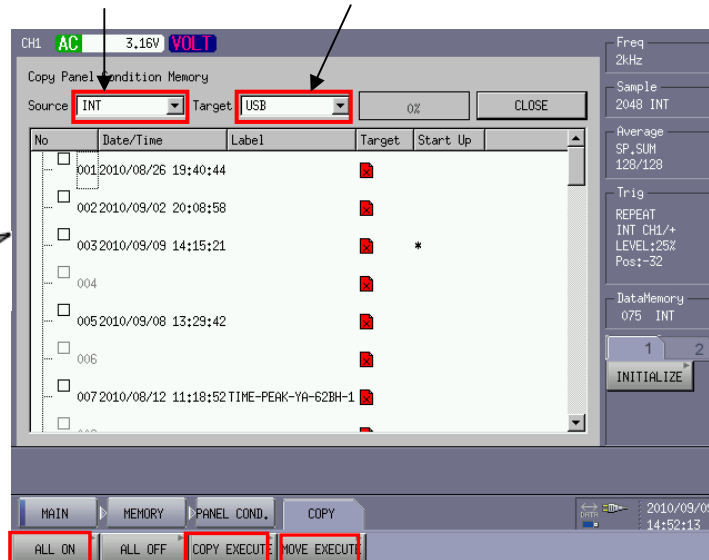 CH1 AC 3.16V VOLT
Copy Panel Condition Memory
Source INT Target USB 0% CLOSE
No Date/Time Label Target Start Up
001 2010/08/26 19:40:44
002 2010/09/02 20:08:58
003 2010/09/09 14:15:21 *
004
005 2010/09/08 13:29:42
006
007 2010/08/12 11:18:52 TIME-PEAK-YA-62BH-1
Freq
2kHz
Sample
2048 INT
Average
SP.SUM
128/128
Trig
REPEAT
INT CH1/+
LEVEL:25%
Pos:-32
DataMemory
075 INT
1 2
INITIALIZE
MAIN MEMORY PANEL COND. COPY
DATA
14:52:13
ALL ON ALL OFF COPY EXECUTE MOVE EXECUTE